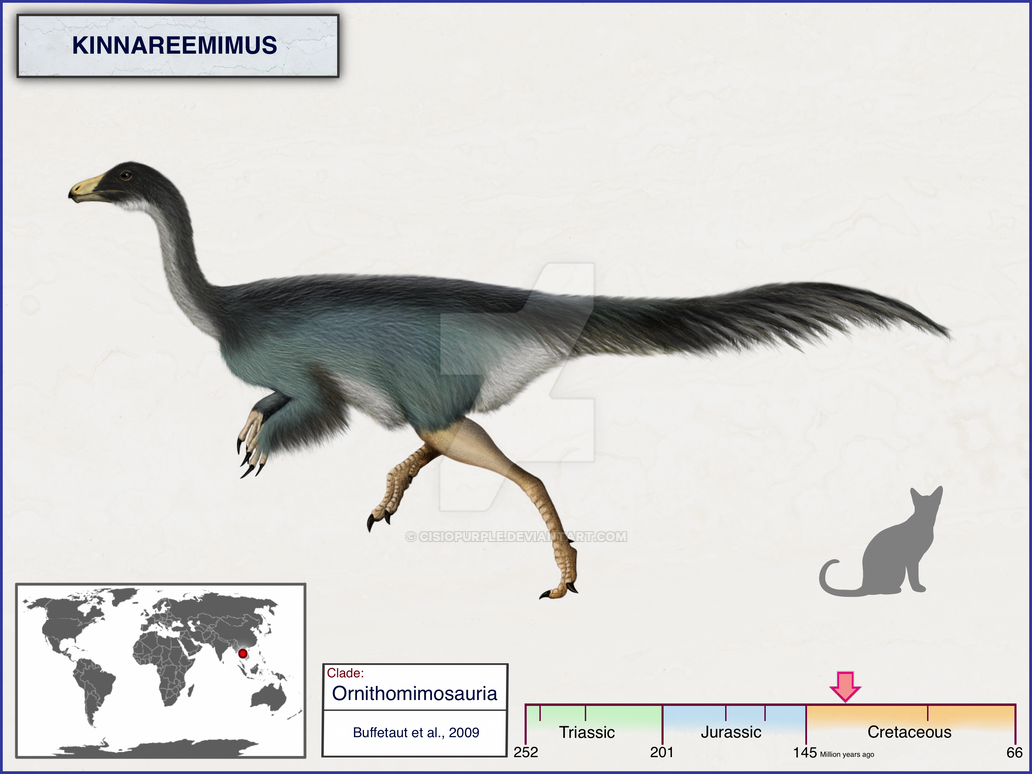 KINNAREEMIMUS
© CISIOPURPLE.DEVIANTART.COM
Clade:
Ornithomimosauria
Buffetaut et al., 2009
Triassic
Jurassic
Cretaceous
252
201
145
Million years ago
66